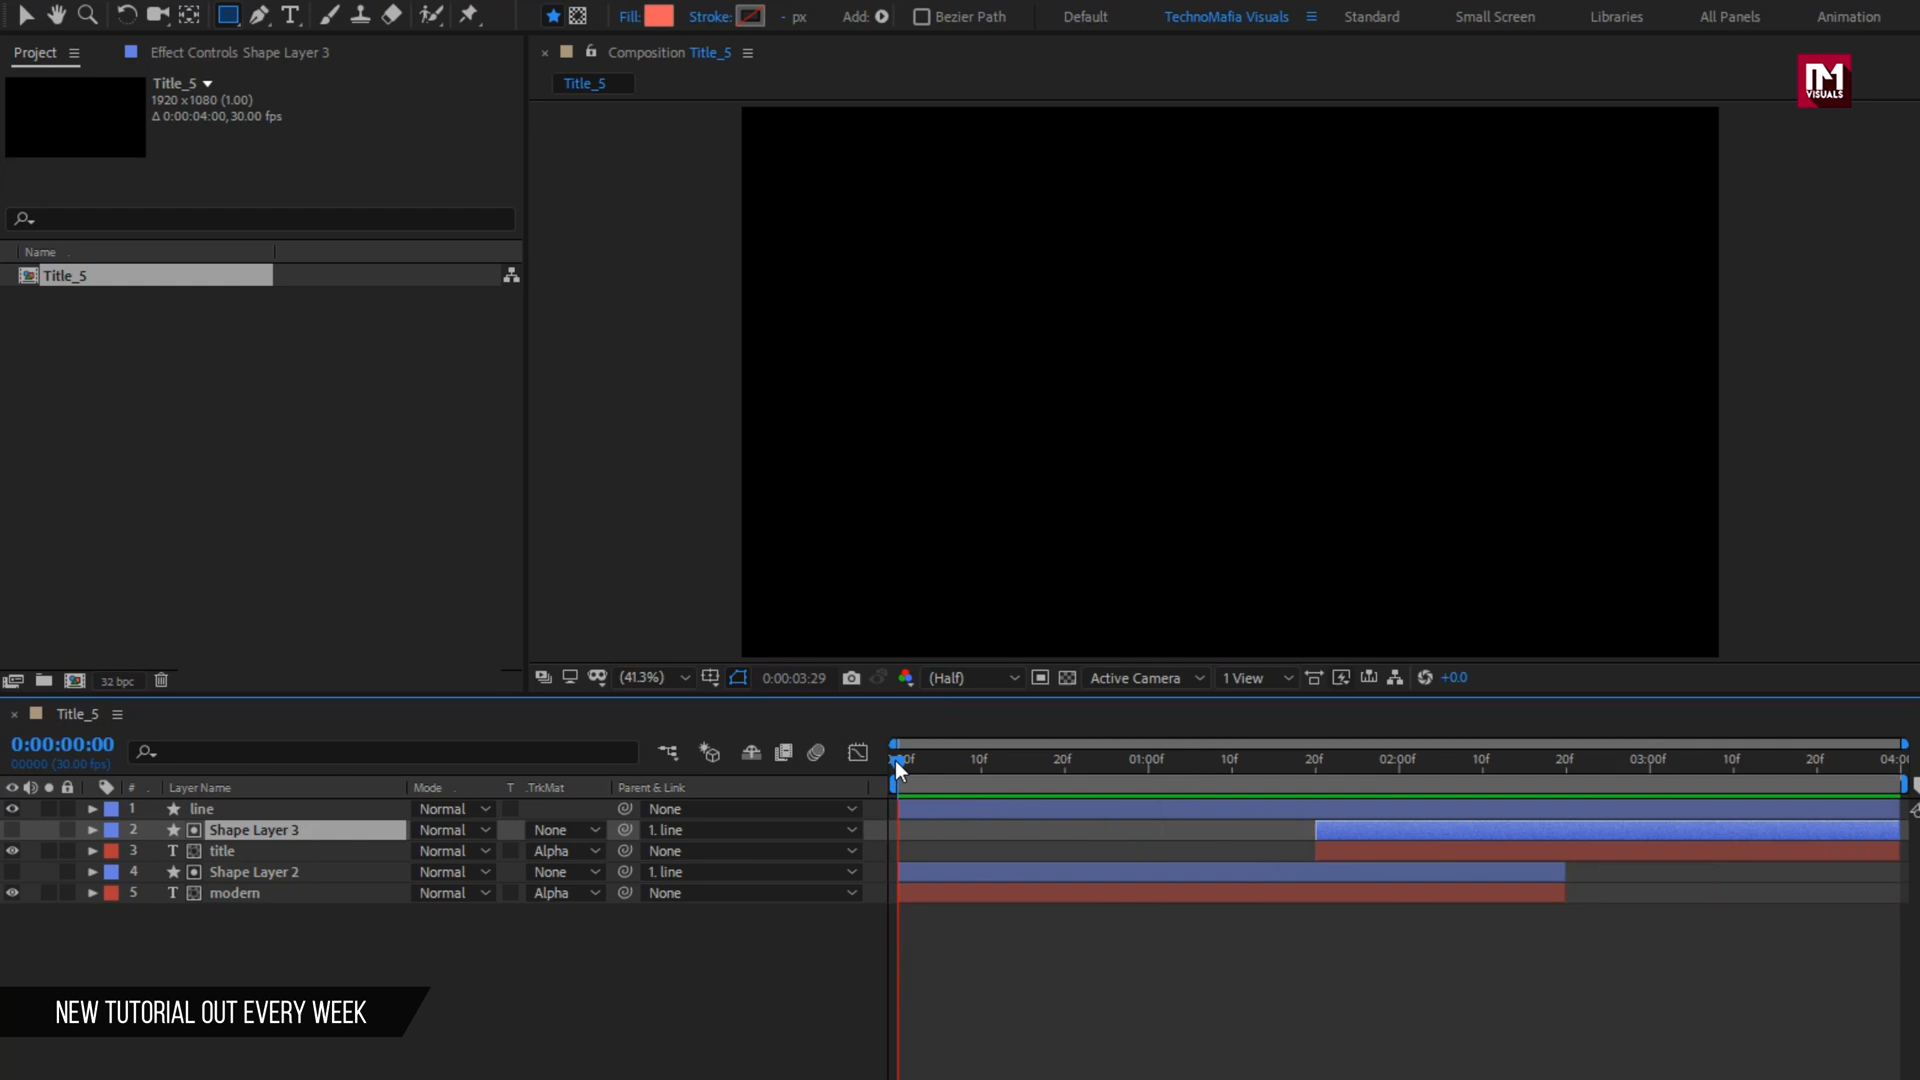 Fill: Stroke: - px Add: Bezier Path Default TechnoMafia Visuals Standard Small Screen Libraries All Panels Animation
Project Effect Controls Shape Layer 3 Composition Title_5
Title_5
1920 x1080 (1.00)
Δ 0:00:04:00, 30.00 fps
Title_5
VISUALS
Name
Title_5
32 bpc (41.3%) 0:00:03:29 (Half) Active Camera 1 View +0.0
Title_5
0:00:00:00
00000 (30.00 fps)
10f 20f 01:00f 10f 20f 02:00f 10f 20f 03:00f 10f 20f
# Layer Name Mode T .TrkMat Parent & Link
1 line Normal None
2 Shape Layer 3 Normal None 1. line
3 T title Normal Alpha None
4 Shape Layer 2 Normal None 1. line
5 T modern Normal Alpha None
NEW TUTORIAL OUT EVERY WEEK